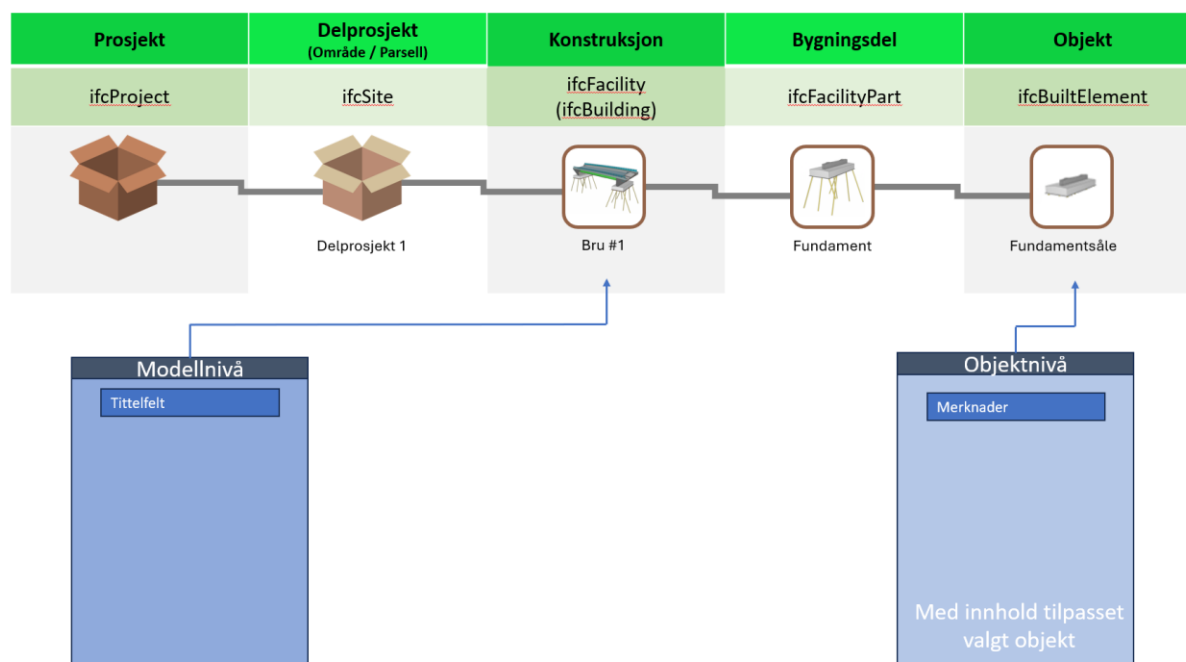 Prosjekt
Delprosjekt
(Område / Parsell)
Konstruksjon
Bygningsdel
Objekt
ifcProject
ifcSite
ifcFacility
(ifcBuilding)
ifcFacilityPart
ifcBuiltElement
Delprosjekt 1
Bru #1
Fundament
Fundamentsåle
Modellnivå
Tittelfelt
Objektnivå
Merknader
Med innhold tilpasset
valgt objekt